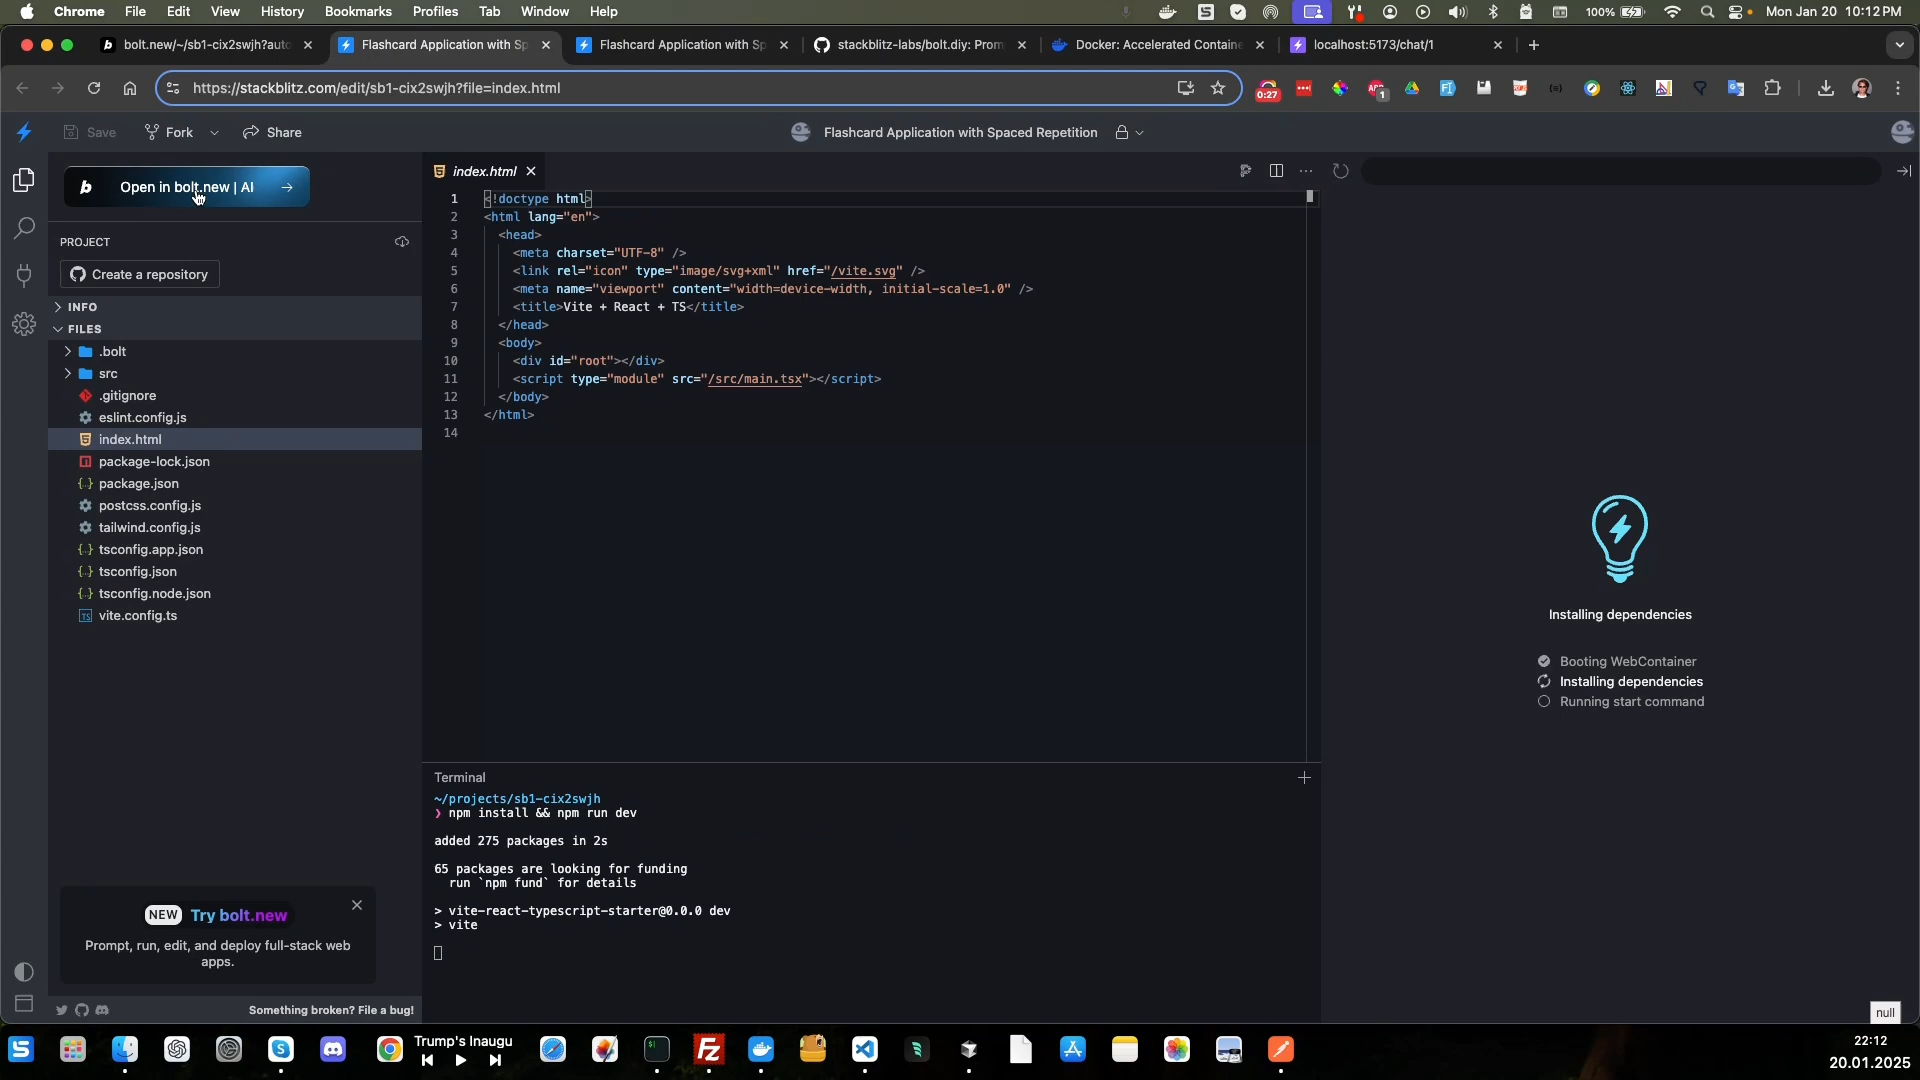 Chrome File Edit View History Bookmarks Profiles Tab Window Help 100% Mon Jan 20 10:12 PM
bolt.new/~/sb1-cix2swjh?auto Flashcard Application with Sp Flashcard Application with Sp stackblitz-labs/bolt.diy: Prom Docker: Accelerated Containe localhost:5173/chat/1
https://stackblitz.com/edit/sb1-cix2swjh?file=index.html 0:27 1
Save Fork Share Flashcard Application with Spaced Repetition
Open in bolt.new | AI
index.html
PROJECT
Create a repository
INFO
FILES
.bolt
src
.gitignore
eslint.config.js
index.html
package-lock.json
package.json
postcss.config.js
tailwind.config.js
tsconfig.app.json
tsconfig.json
tsconfig.node.json
vite.config.ts
NEW Try bolt.new
Prompt, run, edit, and deploy full-stack web
apps.
Something broken? File a bug!
1 <!doctype html>
2 <html lang="en">
3 <head>
4 <meta charset="UTF-8" />
5 <link rel="icon" type="image/svg+xml" href="/vite.svg" />
6 <meta name="viewport" content="width=device-width, initial-scale=1.0" />
7 <title>Vite + React + TS</title>
8 </head>
9 <body>
10 <div id="root"></div>
11 <script type="module" src="/src/main.tsx"></script>
12 </body>
13 </html>
14
Terminal
~/projects/sb1-cix2swjh
❯ npm install && npm run dev
added 275 packages in 2s
65 packages are looking for funding
run `npm fund` for details
> vite-react-typescript-starter@0.0.0 dev
> vite
Installing dependencies
Booting WebContainer
Installing dependencies
Running start command
null
Trump's Inaugu
22:12
20.01.2025